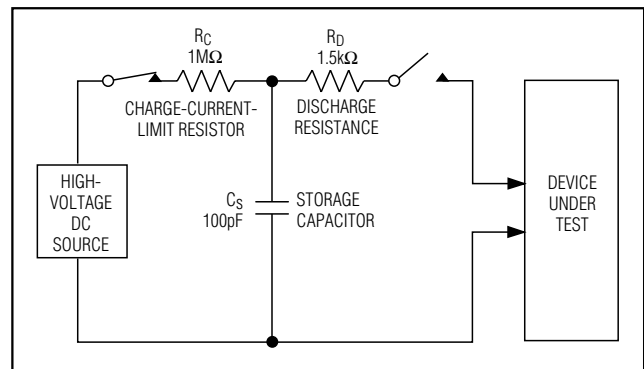 R_C
1MΩ
CHARGE-CURRENT-
LIMIT RESISTOR
R_D
1.5kΩ
DISCHARGE
RESISTANCE
HIGH-
VOLTAGE
DC
SOURCE
C_S
100pF
STORAGE
CAPACITOR
DEVICE
UNDER
TEST